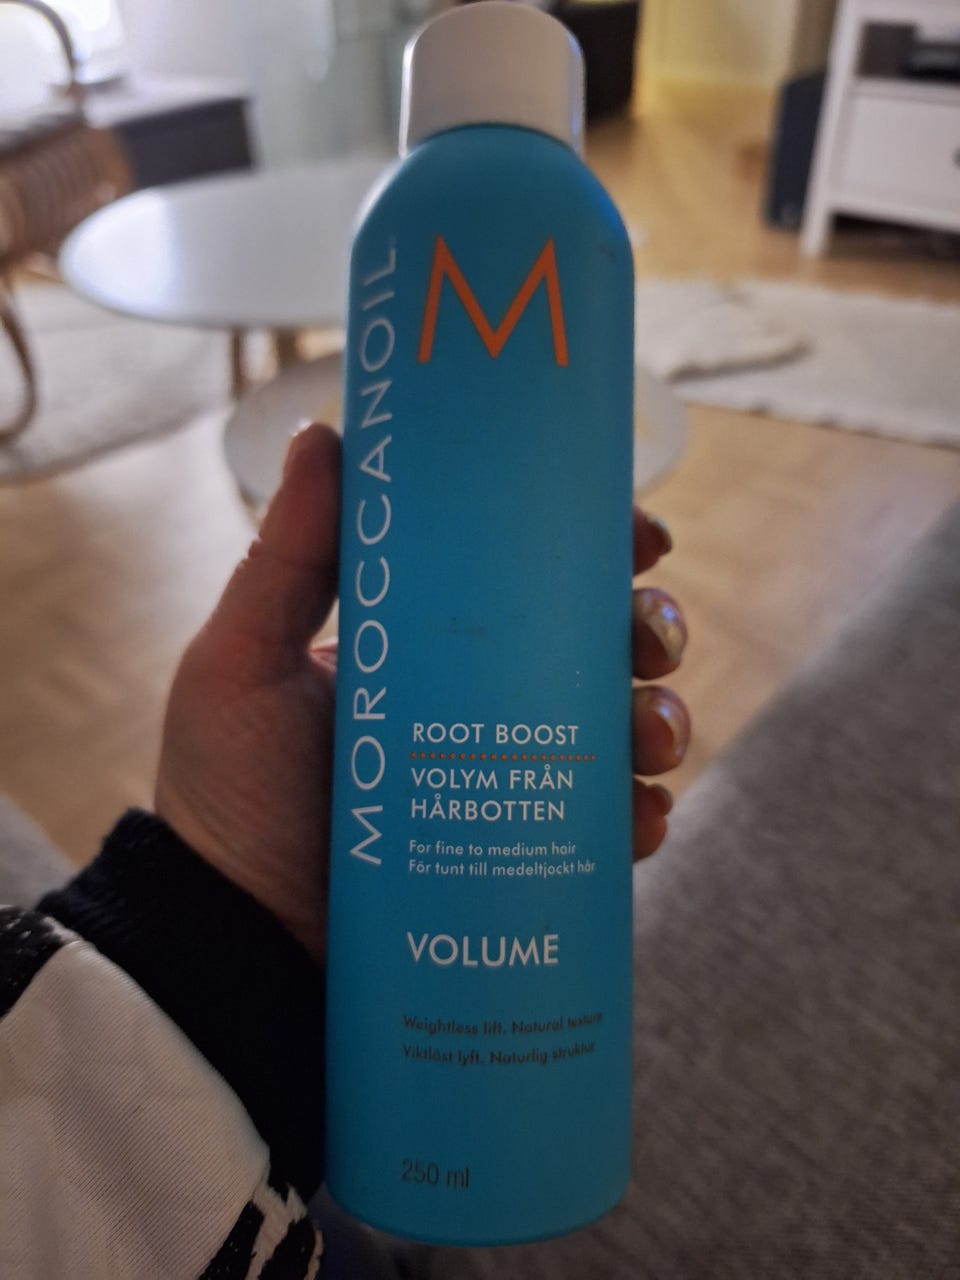 M
MOROCCANOIL
ROOT BOOST
VOLYM FRÅN
HÅRBOTTEN
For fine to medium hair
För tunt till medeltjockt hår
VOLUME
Weightless lift. Natural texture
Viktlöst lyft. Naturlig struktur
250 ml